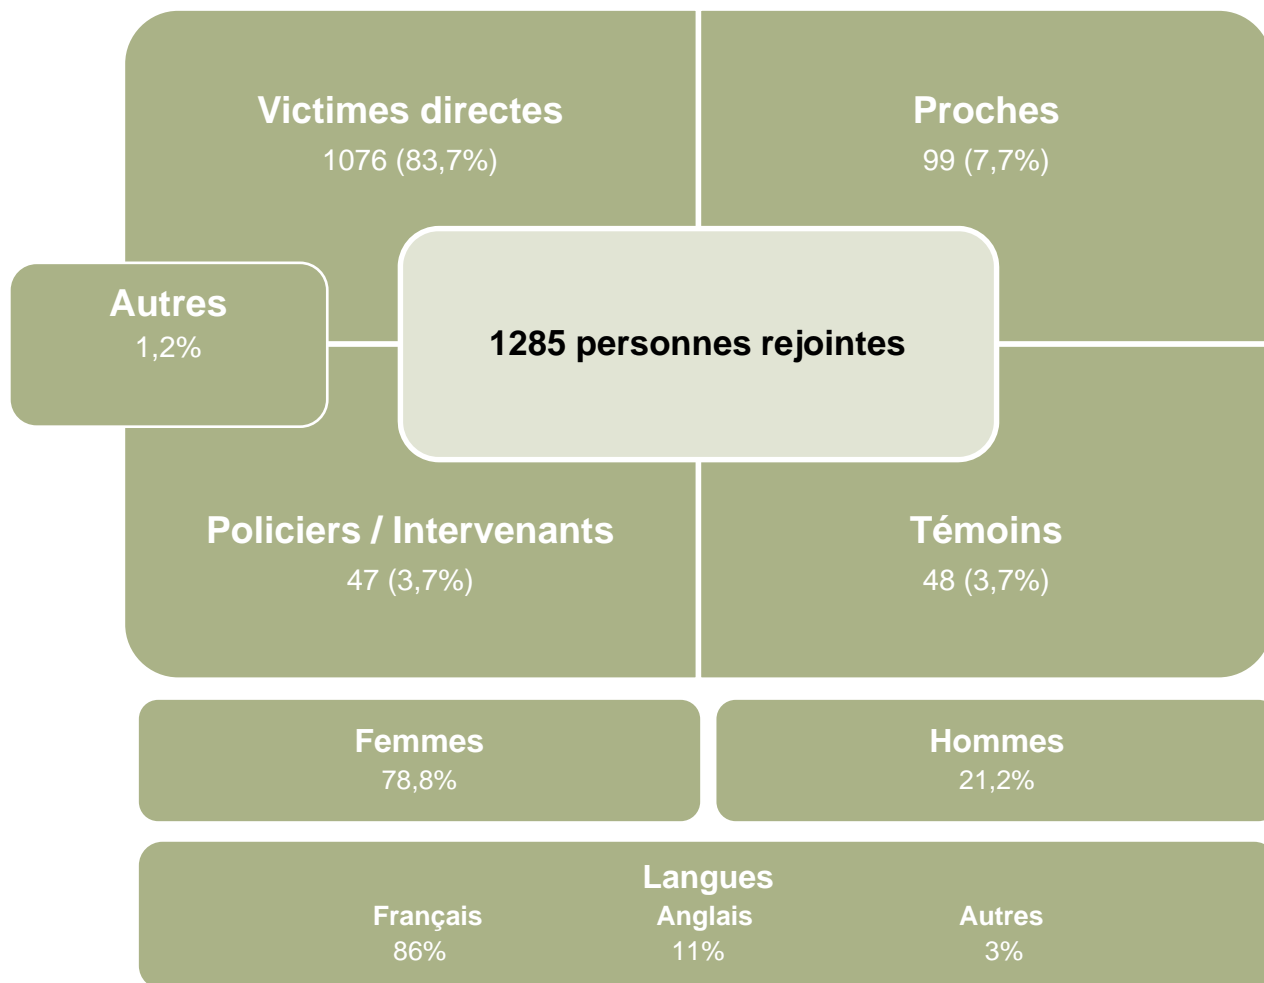 Victimes directes
1076 (83,7%)
Proches
99 (7,7%)
Autres
1,2%
1285 personnes rejointes
Policiers / Intervenants
47 (3,7%)
Témoins
48 (3,7%)
Femmes
78,8%
Hommes
21,2%
Langues
Français
86%
Anglais
11%
Autres
3%